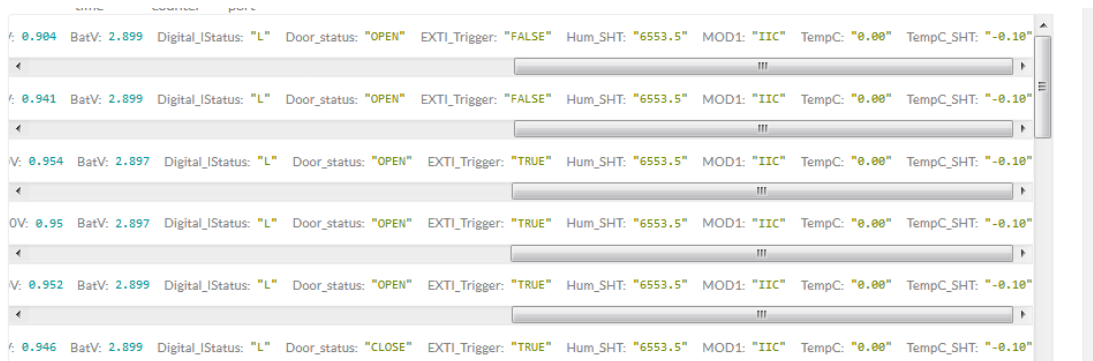 time counter port
V: 0.904 BatV: 2.899 Digital_IStatus: "L" Door_status: "OPEN" EXTI_Trigger: "FALSE" Hum_SHT: "6553.5" MOD1: "IIC" TempC: "0.00" TempC_SHT: "-0.10"
V: 0.941 BatV: 2.899 Digital_IStatus: "L" Door_status: "OPEN" EXTI_Trigger: "FALSE" Hum_SHT: "6553.5" MOD1: "IIC" TempC: "0.00" TempC_SHT: "-0.10"
V: 0.954 BatV: 2.897 Digital_IStatus: "L" Door_status: "OPEN" EXTI_Trigger: "TRUE" Hum_SHT: "6553.5" MOD1: "IIC" TempC: "0.00" TempC_SHT: "-0.10"
0V: 0.95 BatV: 2.897 Digital_IStatus: "L" Door_status: "OPEN" EXTI_Trigger: "TRUE" Hum_SHT: "6553.5" MOD1: "IIC" TempC: "0.00" TempC_SHT: "-0.10"
V: 0.952 BatV: 2.899 Digital_IStatus: "L" Door_status: "OPEN" EXTI_Trigger: "TRUE" Hum_SHT: "6553.5" MOD1: "IIC" TempC: "0.00" TempC_SHT: "-0.10"
V: 0.946 BatV: 2.899 Digital_IStatus: "L" Door_status: "CLOSE" EXTI_Trigger: "TRUE" Hum_SHT: "6553.5" MOD1: "IIC" TempC: "0.00" TempC_SHT: "-0.10"